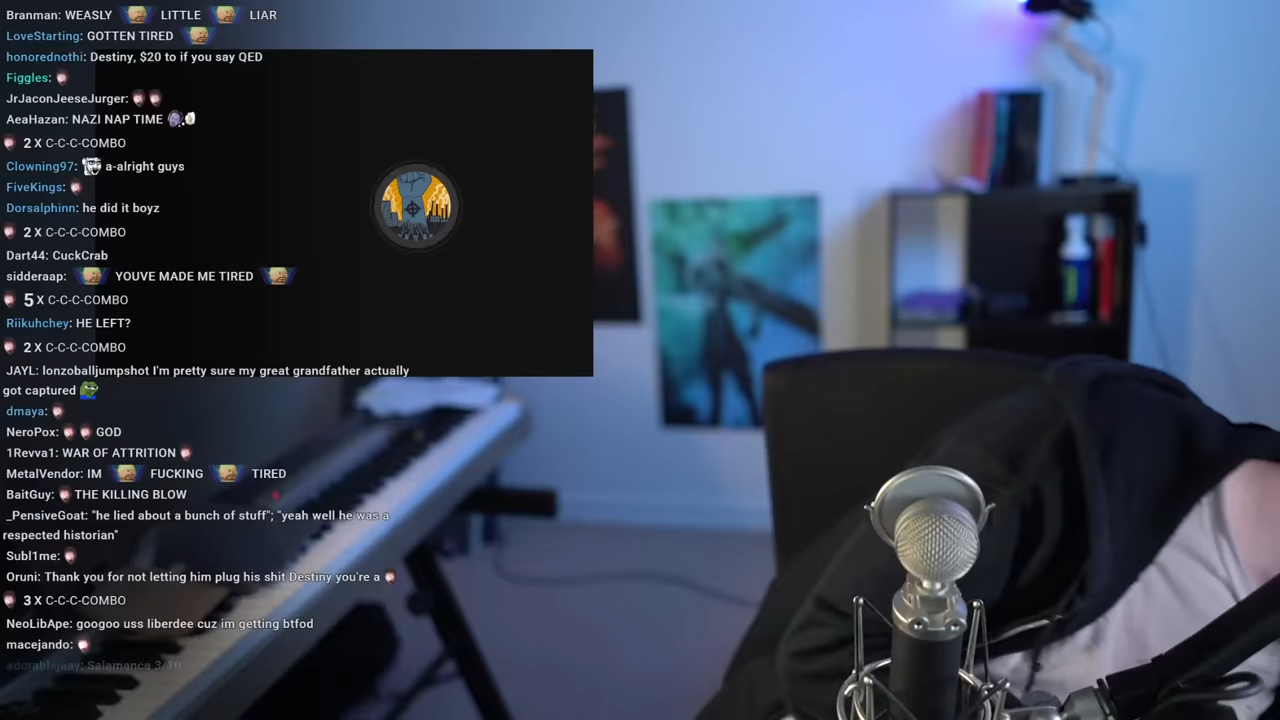 Branman: WEASLY LITTLE LIAR
LoveStarting: GOTTEN TIRED
honorednothi: Destiny, $20 to if you say QED
Figgles:
JrJaconJeeseJurger:
AeaHazan: NAZI NAP TIME
2 X C-C-C-COMBO
Clowning97: a-alright guys
FiveKings:
Dorsalphinn: he did it boyz
2 X C-C-C-COMBO
Dart44: CuckCrab
sidderaap: YOUVE MADE ME TIRED
5 X C-C-C-COMBO
Riikuhchey: HE LEFT?
2 X C-C-C-COMBO
JAYL: lonzoballjumpshot I'm pretty sure my great grandfather actually
got captured
dmaya:
NeroPox: GOD
1Revva1: WAR OF ATTRITION
MetalVendor: IM FUCKING TIRED
BaitGuy: THE KILLING BLOW
_PensiveGoat: "he lied about a bunch of stuff"; "yeah well he was a
respected historian"
Subl1me:
Oruni: Thank you for not letting him plug his shit Destiny you're a
3 X C-C-C-COMBO
NeoLibApe: googoo uss liberdee cuz im getting btfod
macejando:
adorablejaay: Salamanca 3/10